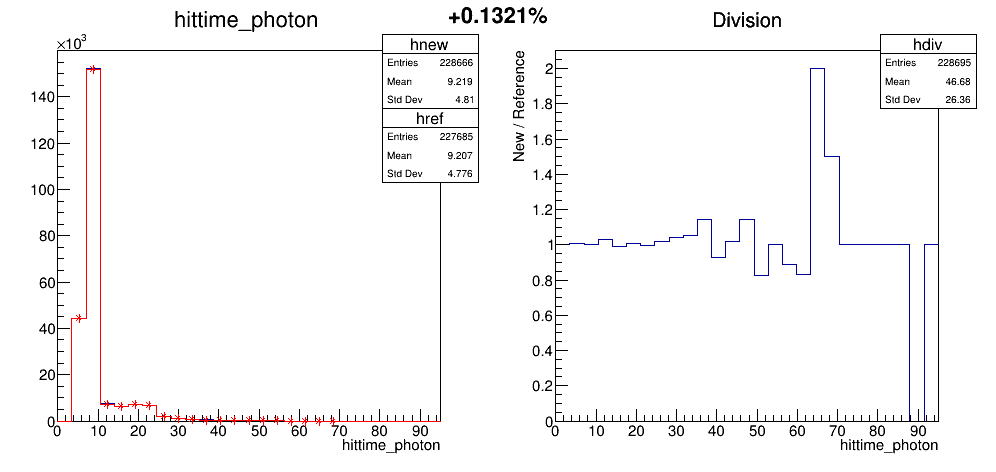 +0.1321%
hittime_photon
×10³
hnew
Entries 228666
Mean 9.219
Std Dev 4.81
href
Entries 227685
Mean 9.207
Std Dev 4.776
140
120
100
80
60
40
20
0
0 10 20 30 40 50 60 70 80 90
hittime_photon
Division
hdiv
Entries 228695
Mean 46.68
Std Dev 26.36
New / Reference
2
1.8
1.6
1.4
1.2
1
0.8
0.6
0.4
0.2
0
0 10 20 30 40 50 60 70 80 90
hittime_photon